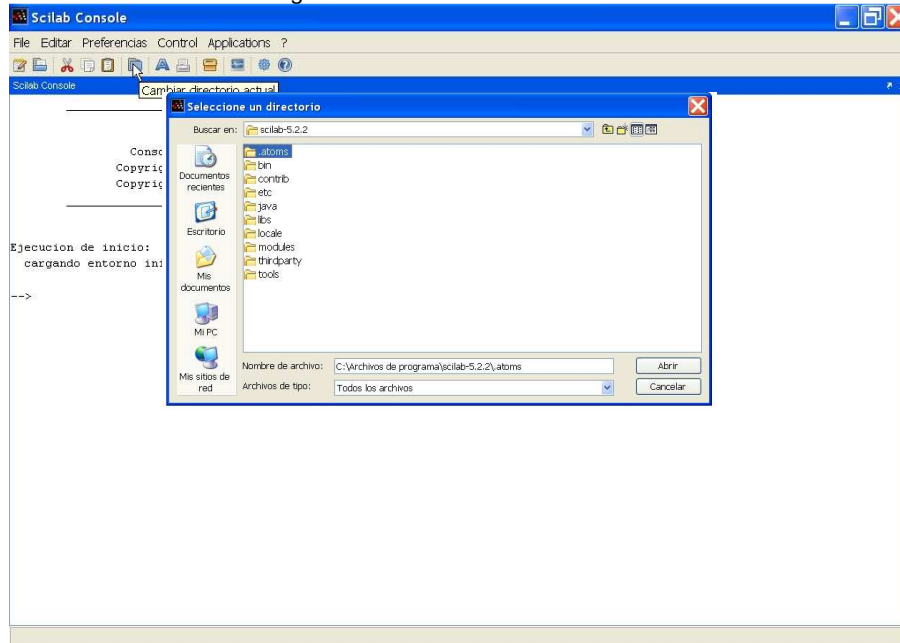 Scilab Console
File Editar Preferencias Control Applications ?
Scilab Console
Cambiar directorio actual
Seleccione un directorio
Buscar en: scilab-5.2.2
.atoms
bin
contrib
etc
java
libs
locale
modules
thirdparty
tools
Documentos
recientes
Escritorio
Mis
documentos
Mi PC
Mis sitios de
red
Conso
Copyrig
Copyrig
Ejecucion de inicio:
cargando entorno ini
-->
Nombre de archivo: C:\Archivos de programa\scilab-5.2.2\.atoms Abrir
Archivos de tipo: Todos los archivos Cancelar